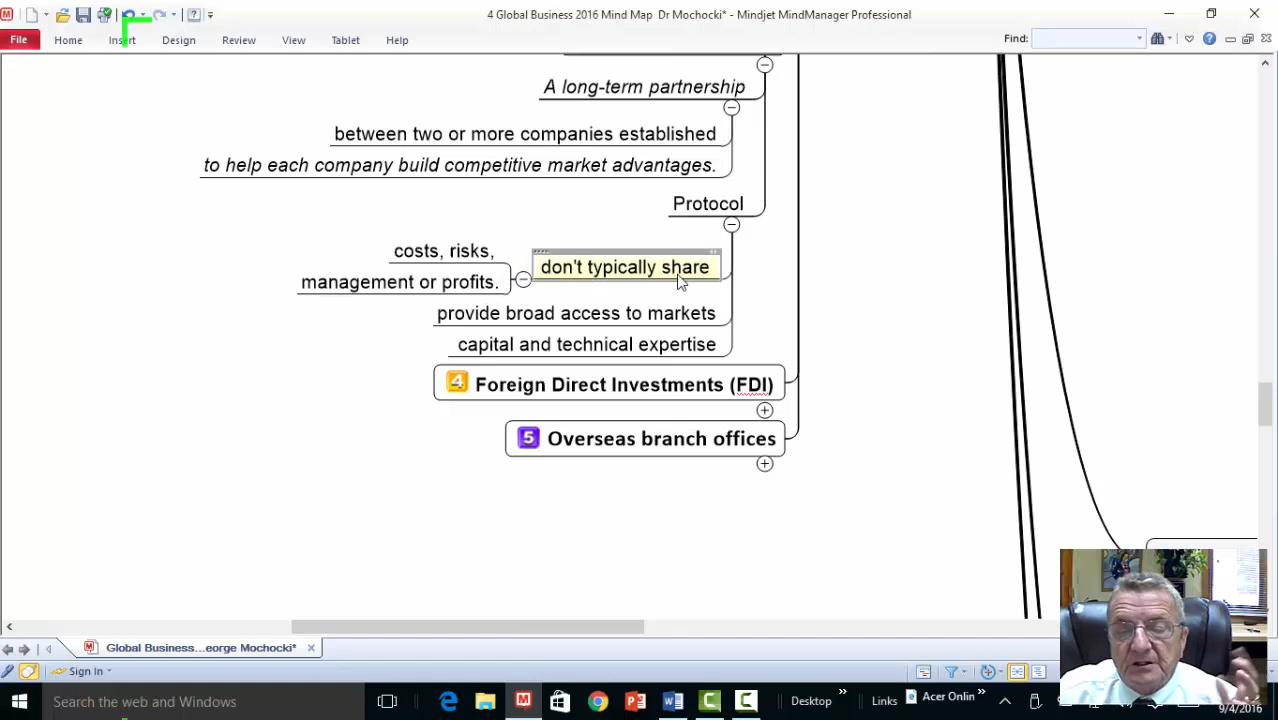 4 Global Business 2016 Mind Map  Dr Mochocki* - Mindjet MindManager Professional
File Home Insert Design Review View Tablet Help Find:
A long-term partnership
between two or more companies established
to help each company build competitive market advantages.
Protocol
costs, risks,
don't typically share
management or profits.
provide broad access to markets
capital and technical expertise
4 Foreign Direct Investments (FDI)
5 Overseas branch offices
Global Business...eorge Mochocki*
Sign In
Search the web and Windows Desktop Links Acer Onlin
9/4/2016